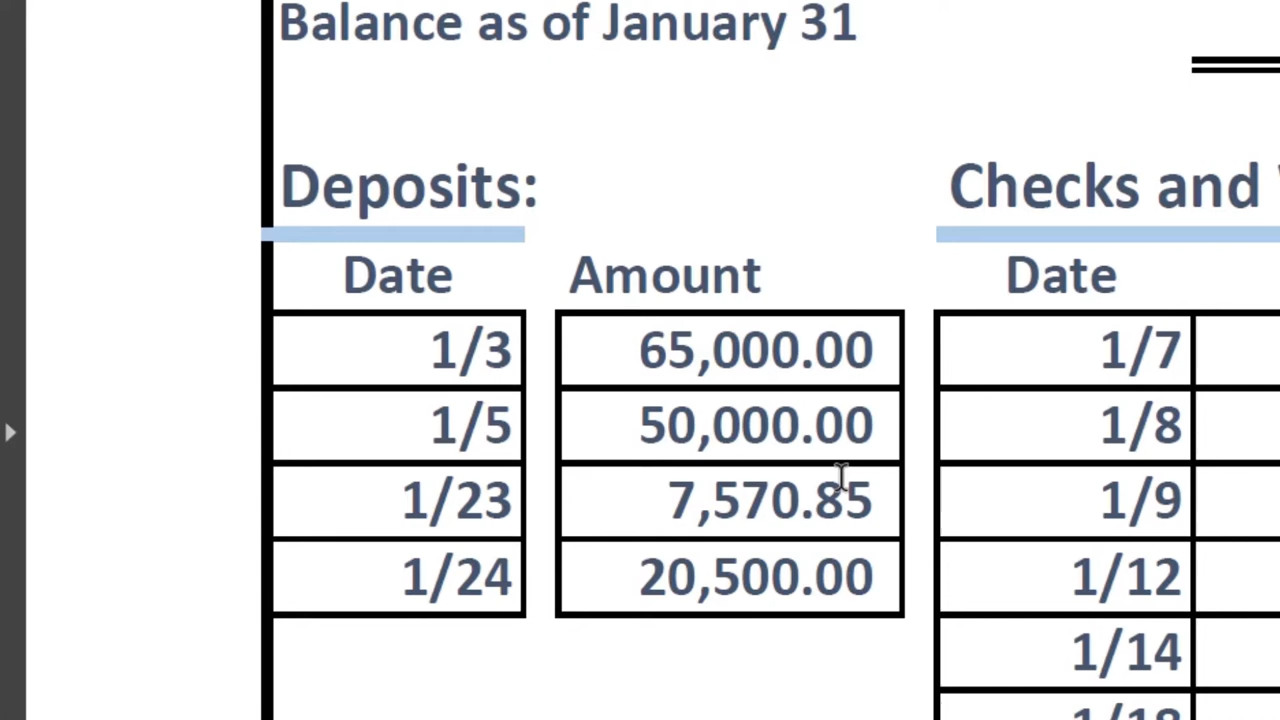 Balance as of January 31
Deposits: Checks and
Date Amount Date
1/3 65,000.00 1/7
1/5 50,000.00 1/8
1/23 7,570.85 1/9
1/24 20,500.00 1/12
1/14